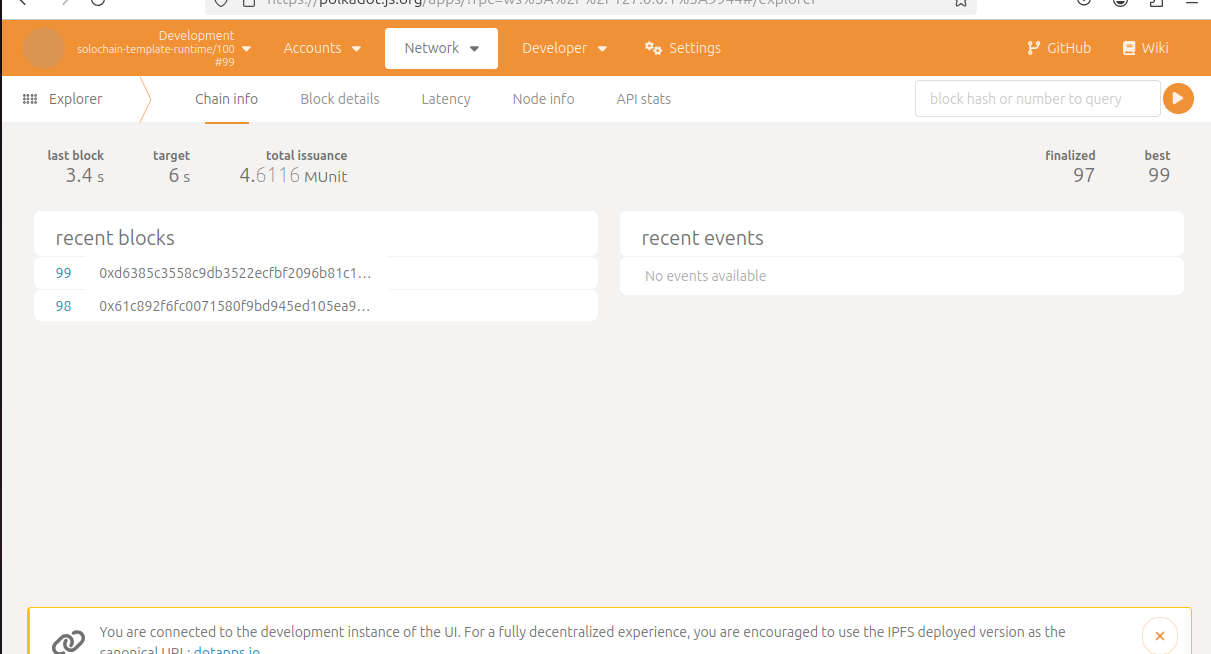 https://polkadot.js.org/apps/?rpc=ws%3A%2F%2F127.0.0.1%3A9944#/explorer
Development
solochain-template-runtime/100
#99
Accounts
Network
Developer
Settings
GitHub
Wiki
Explorer
Chain info
Block details
Latency
Node info
API stats
block hash or number to query
last block
3.4 s
target
6 s
total issuance
4.6116 MUnit
finalized
97
best
99
recent blocks
99 0xd6385c3558c9db3522ecfbf2096b81c1…
98 0x61c892f6fc0071580f9bd945ed105ea9…
recent events
No events available
You are connected to the development instance of the UI. For a fully decentralized experience, you are encouraged to use the IPFS deployed version as the
canonical URL: dotapps.io